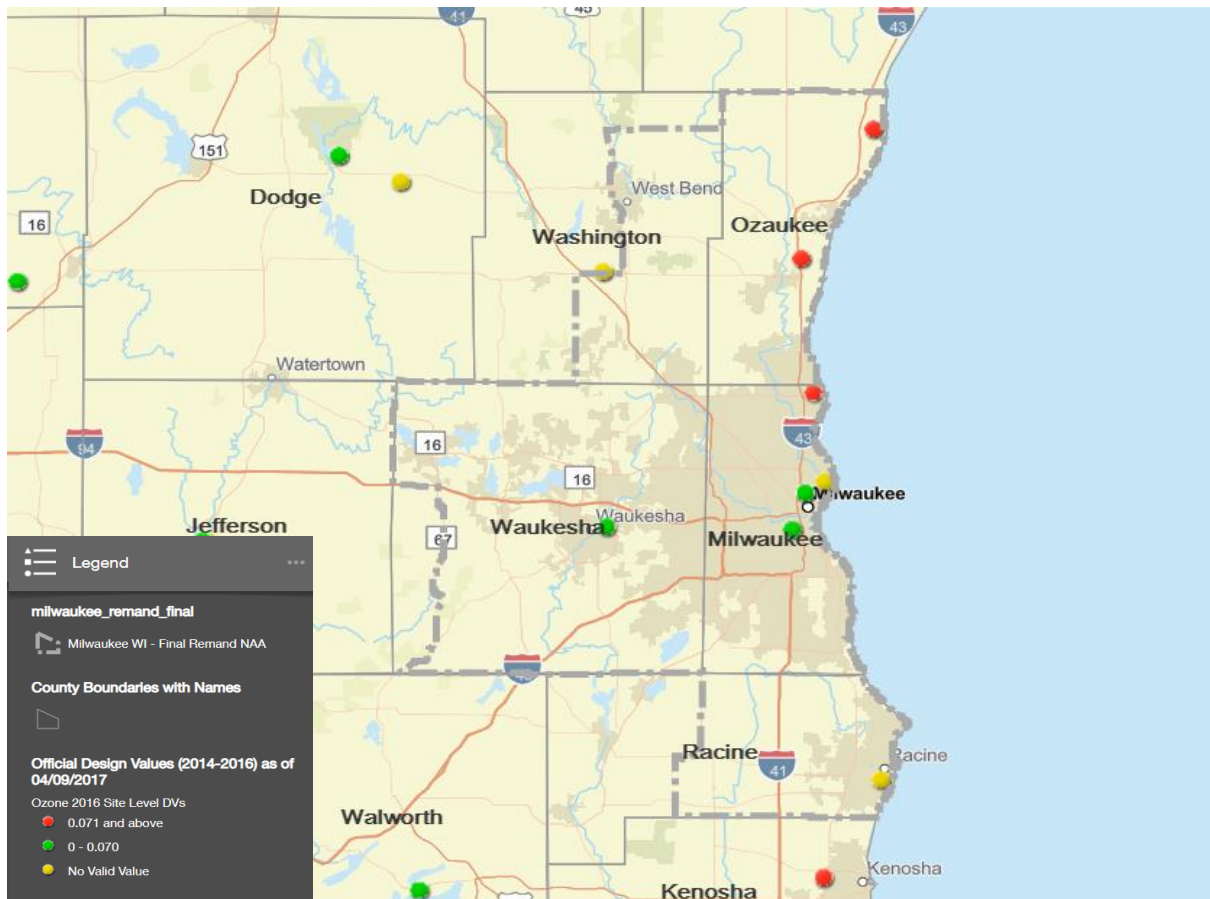 41
45
43
151
Dodge
West Bend
16
Washington
Ozaukee
Watertown
16
43
94
16
Milwaukee
Jefferson
Waukesha
Waukesha
67
Milwaukee
Legend
milwaukee_remand_final
Milwaukee WI - Final Remand NAA
County Boundaries with Names
Official Design Values (2014-2016) as of
04/09/2017
Ozone 2016 Site Level DVs
0.071 and above
0 - 0.070
No Valid Value
Racine
Racine
41
Walworth
Kenosha
Kenosha